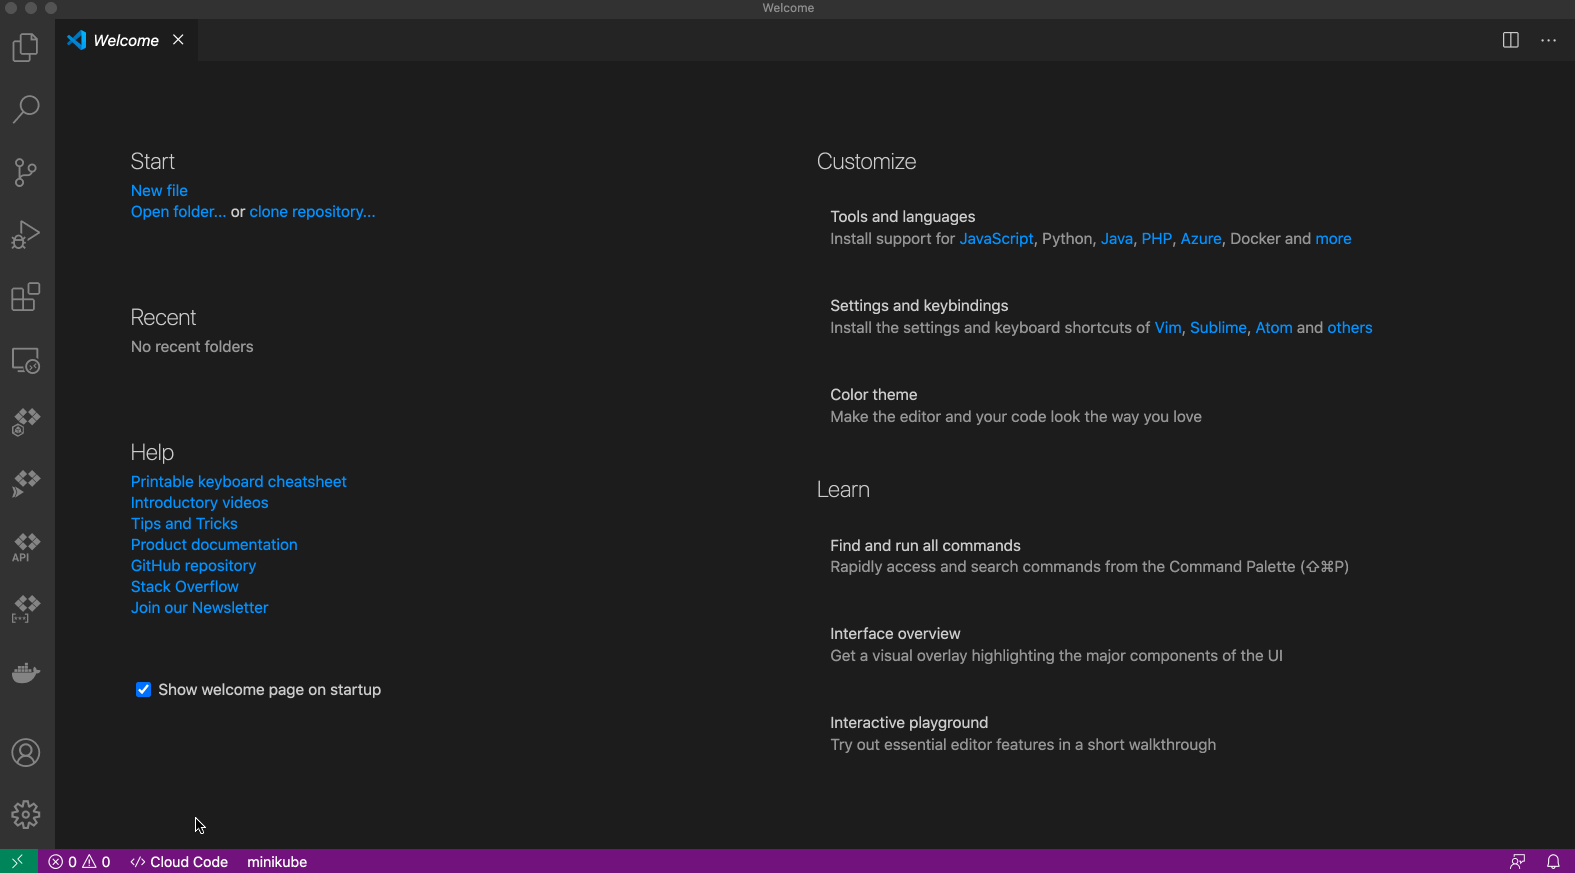 Welcome
Welcome
Start
New file
Open folder... or clone repository...
Recent
No recent folders
Help
Printable keyboard cheatsheet
Introductory videos
Tips and Tricks
Product documentation
GitHub repository
Stack Overflow
Join our Newsletter
Show welcome page on startup
Customize
Tools and languages
Install support for JavaScript, Python, Java, PHP, Azure, Docker and more
Settings and keybindings
Install the settings and keyboard shortcuts of Vim, Sublime, Atom and others
Color theme
Make the editor and your code look the way you love
Learn
Find and run all commands
Rapidly access and search commands from the Command Palette (⇧⌘P)
Interface overview
Get a visual overlay highlighting the major components of the UI
Interactive playground
Try out essential editor features in a short walkthrough
API
0 0 </> Cloud Code minikube